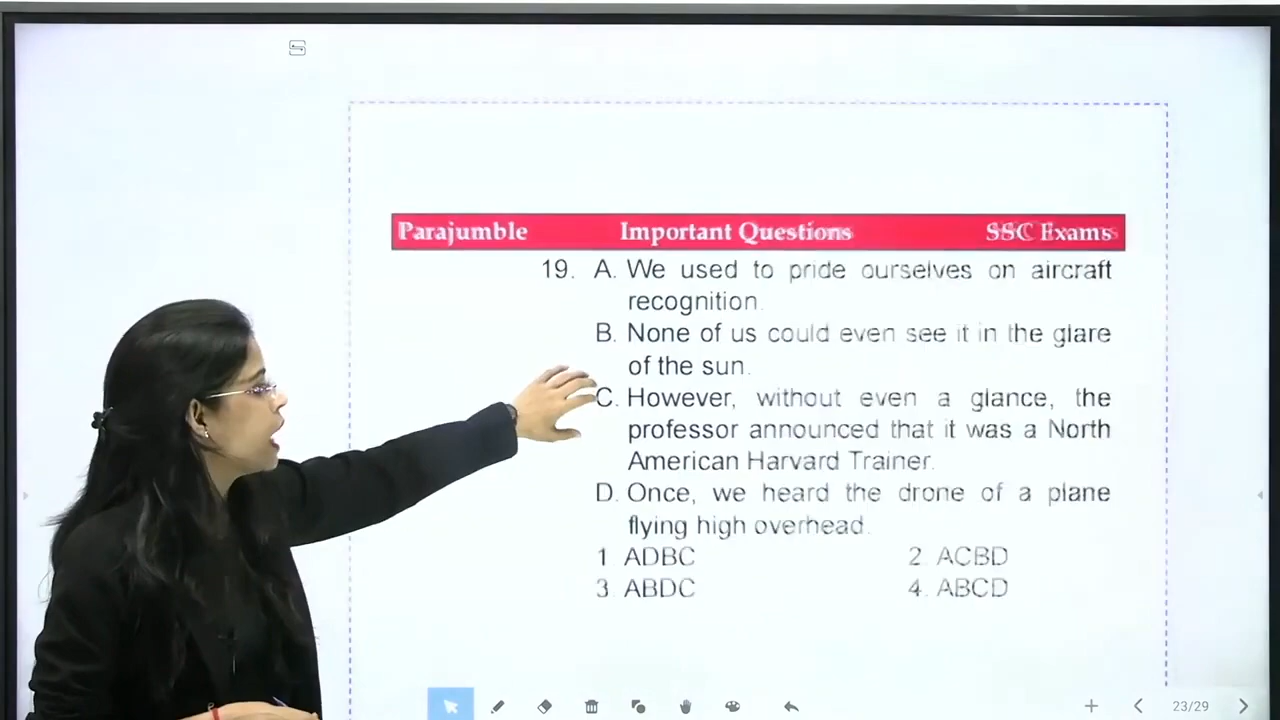 Parajumble Important Questions SSC Exams
19. A. We used to pride ourselves on aircraft
recognition.
B. None of us could even see it in the glare
of the sun.
C. However, without even a glance, the
professor announced that it was a North
American Harvard Trainer.
D. Once, we heard the drone of a plane
flying high overhead.
1 ADBC 2. ACBD
3. ABDC 4. ABCD
23/29